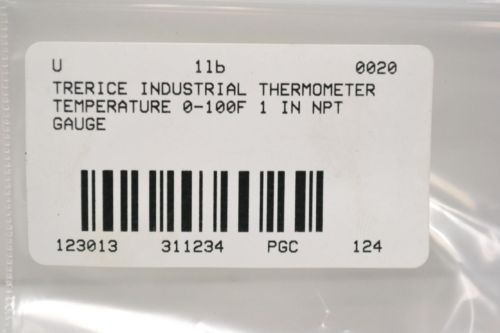 U 1lb 0020
TRERICE INDUSTRIAL THERMOMETER
TEMPERATURE 0-100F 1 IN NPT
GAUGE
123013 311234 PGC 124